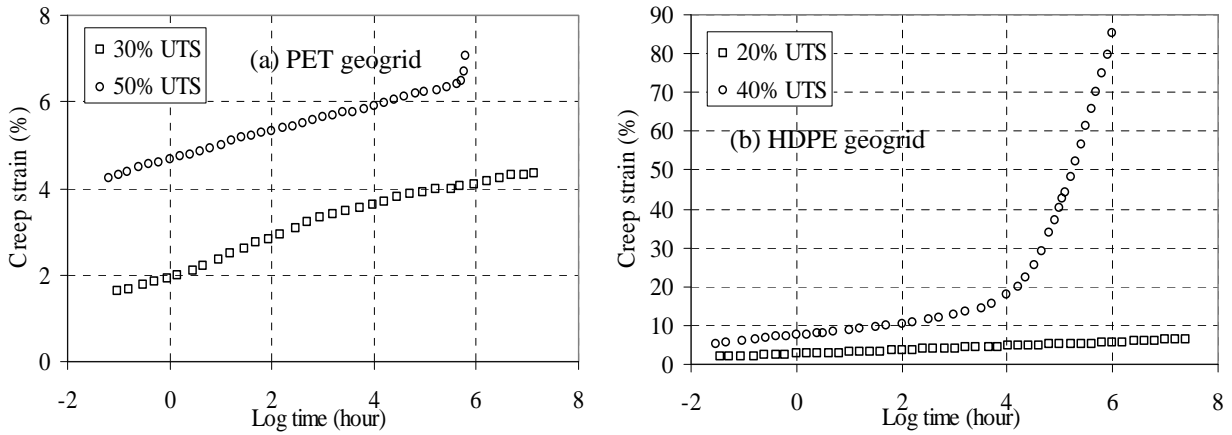 8
6
4
2
0
Creep strain (%)
30% UTS
50% UTS
(a) PET geogrid
-2
0
2
4
6
8
Log time (hour)
90
80
70
60
50
40
30
20
10
0
Creep strain (%)
20% UTS
40% UTS
(b) HDPE geogrid
-2
0
2
4
6
8
Log time (hour)